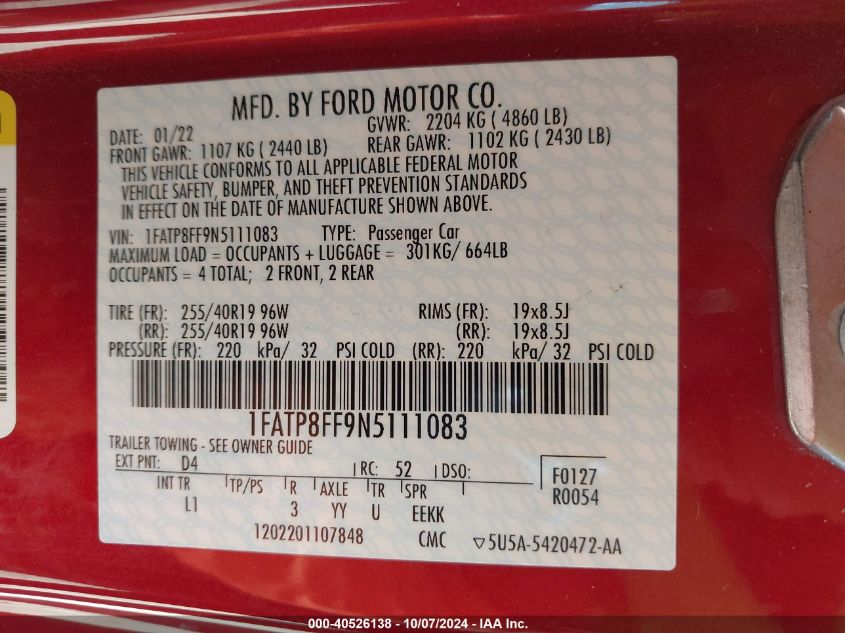 MFD. BY FORD MOTOR CO.
DATE: 01/22
GVWR: 2204 KG ( 4860 LB)
FRONT GAWR: 1107 KG ( 2440 LB)
REAR GAWR: 1102 KG ( 2430 LB)
THIS VEHICLE CONFORMS TO ALL APPLICABLE FEDERAL MOTOR
VEHICLE SAFETY, BUMPER, AND THEFT PREVENTION STANDARDS
IN EFFECT ON THE DATE OF MANUFACTURE SHOWN ABOVE.
VIN: 1FATP8FF9N5111083 TYPE: Passenger Car
MAXIMUM LOAD = OCCUPANTS + LUGGAGE = 301KG/ 664LB
OCCUPANTS = 4 TOTAL; 2 FRONT, 2 REAR
TIRE (FR): 255/40R19 96W RIMS (FR): 19x8.5J
(RR): 255/40R19 96W (RR): 19x8.5J
PRESSURE (FR): 220 kPa/ 32 PSI COLD (RR): 220 kPa/ 32 PSI COLD
1FATP8FF9N5111083
TRAILER TOWING - SEE OWNER GUIDE
EXT PNT: D4 RC: 52 DSO:
F0127
R0054
INT TR TP/PS R AXLE TR SPR
L1 3 YY U EEKK
1202201107848 CMC ▽5U5A-5420472-AA
000-40526138 - 10/07/2024 - IAA Inc.